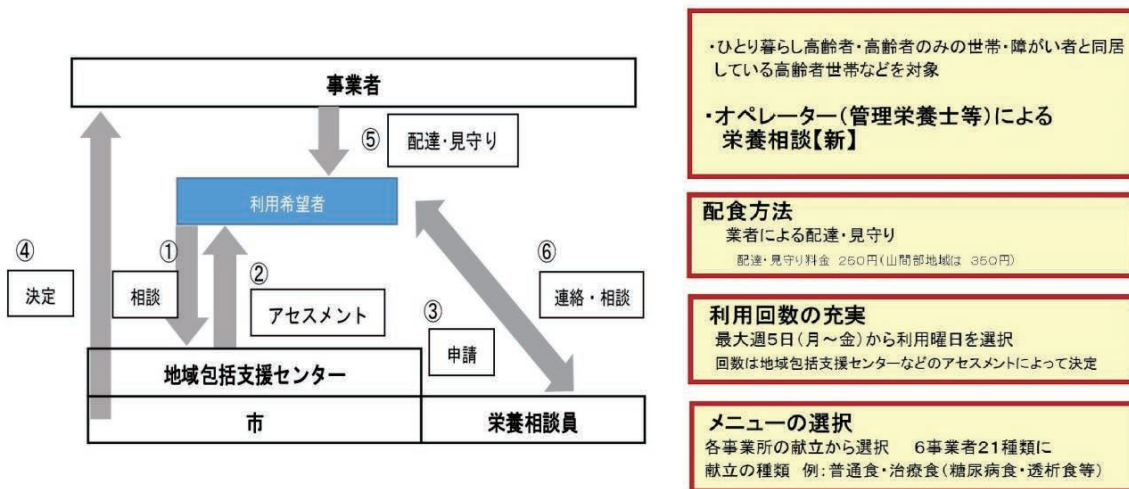 事業者
⑤
配達・見守り
利用希望者
④
決定
①
相談
②
アセスメント
③
申請
⑥
連絡・相談
地域包括支援センター
市
栄養相談員
・ひとり暮らし高齢者・高齢者のみの世帯・障がい者と同居
している高齢者世帯などを対象
・オペレーター(管理栄養士等)による
栄養相談【新】
配食方法
業者による配達・見守り
配達・見守り料金 250円(山間部地域は 350円)
利用回数の充実
最大週5日(月～金)から利用曜日を選択
回数は地域包括支援センターなどのアセスメントによって決定
メニューの選択
各事業所の献立から選択 6事業者21種類に
献立の種類 例:普通食・治療食(糖尿病食・透析食等)